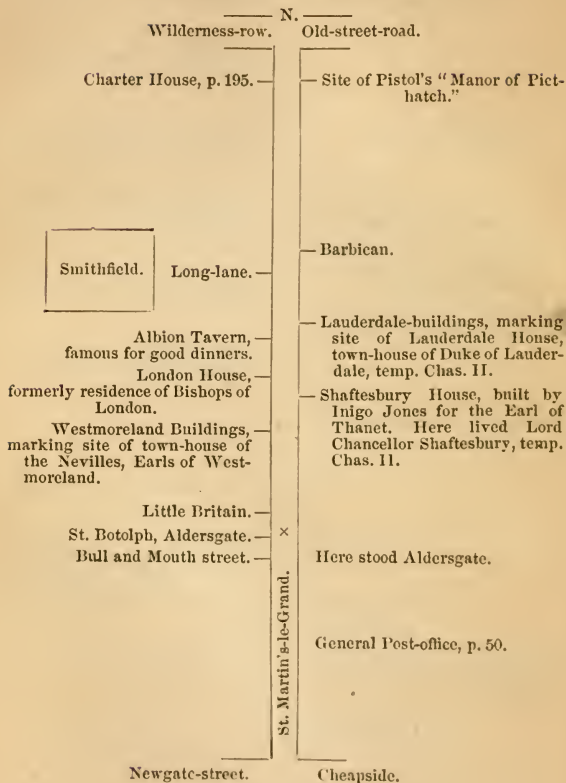 N.
Wilderness-row. Old-street-road.
Charter House, p. 195.
Site of Pistol's "Manor of Pict-
hatch."
Barbican.
Smithfield. Long-lane.
Lauderdale-buildings, marking
site of Lauderdale House,
town-house of Duke of Lauder-
dale, temp. Chas. II.
Albion Tavern,
famous for good dinners.
London House,
formerly residence of Bishops of
London.
Shaftesbury House, built by
Inigo Jones for the Earl of
Thanet. Here lived Lord
Chancellor Shaftesbury, temp.
Chas. II.
Westmoreland Buildings,
marking site of town-house of
the Nevilles, Earls of West-
moreland.
Little Britain.
St. Botolph, Aldersgate. ×
Bull and Mouth street.
Here stood Aldersgate.
St. Martin's-le-Grand.
General Post-office, p. 50.
Newgate-street. Cheapside.